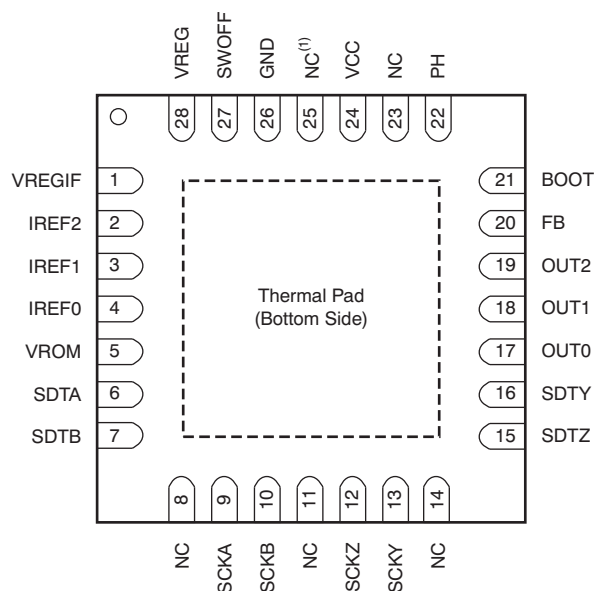 VREG SWOFF GND NC(1) VCC NC PH
28 27 26 25 24 23 22
VREGIF 1 21 BOOT
IREF2 2 20 FB
IREF1 3 19 OUT2
IREF0 4 18 OUT1
VROM 5 17 OUT0
SDTA 6 16 SDTY
SDTB 7 15 SDTZ
Thermal Pad
(Bottom Side)
8 9 10 11 12 13 14
NC SCKA SCKB NC SCKZ SCKY NC